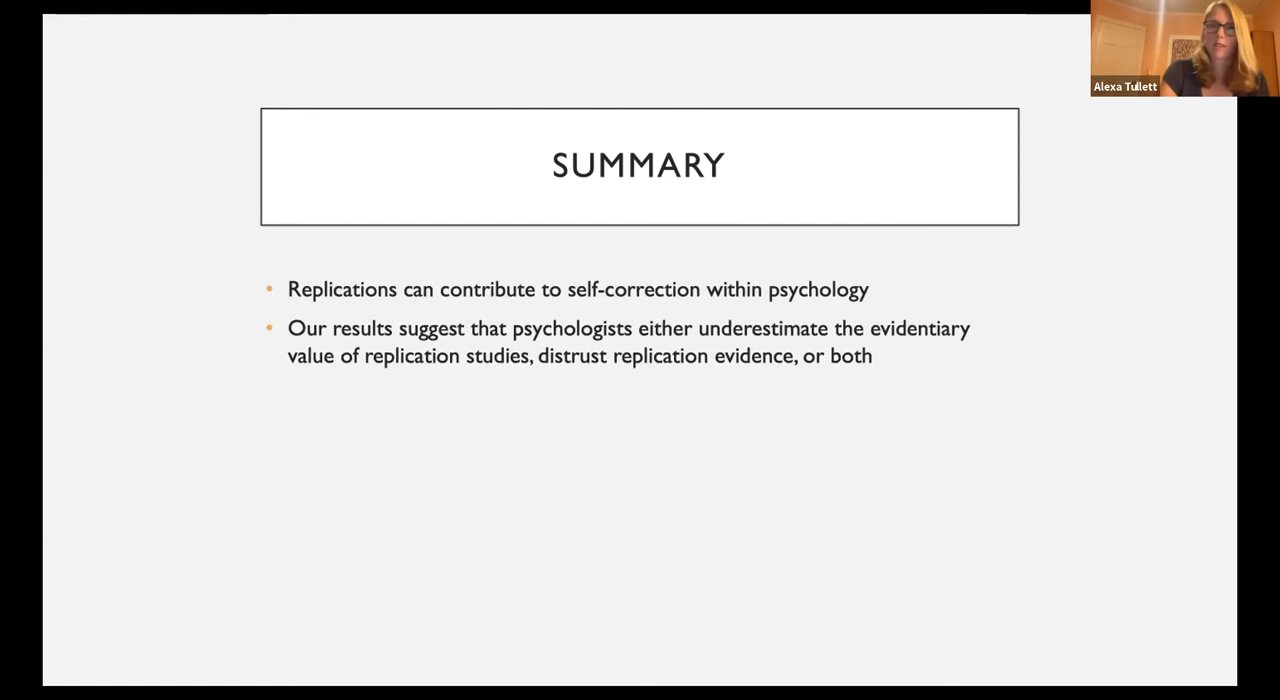 Alexa Tullett
SUMMARY
• Replications can contribute to self-correction within psychology
• Our results suggest that psychologists either underestimate the evidentiary
value of replication studies, distrust replication evidence, or both